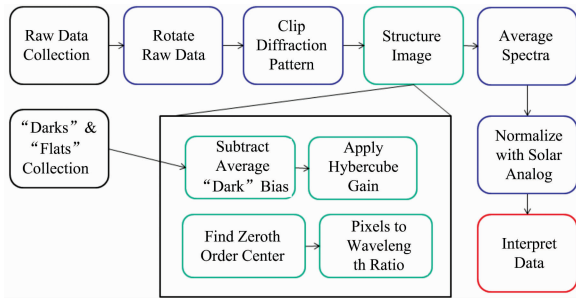 Raw Data
Collection
Rotate
Raw Data
Clip
Diffraction
Pattern
Structure
Image
Average
Spectra
“Darks” &
“Flats”
Collection
Subtract
Average
“Dark” Bias
Apply
Hybercube
Gain
Normalize
with Solar
Analog
Find Zeroth
Order Center
Pixels to
Waveleng
th Ratio
Interpret
Data